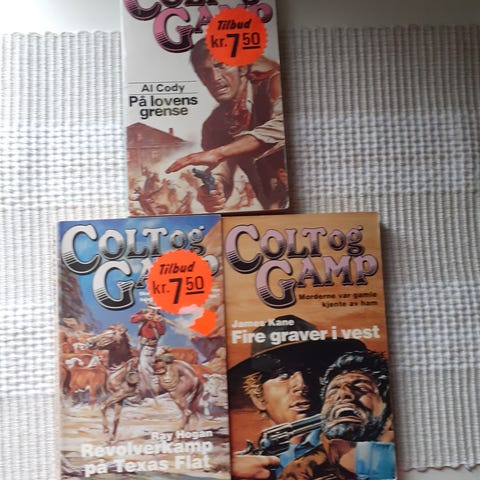 COLT og
GAMP
Tilbud
kr. 7 50
Al Cody
På lovens
grense
COLT og
GAMP
Tilbud
kr. 7 50
Ray Hogan
Revolverkamp
på Texas Flat
COLT og
GAMP
Morderne var gamle
kjente av ham
James Kane
Fire graver i vest